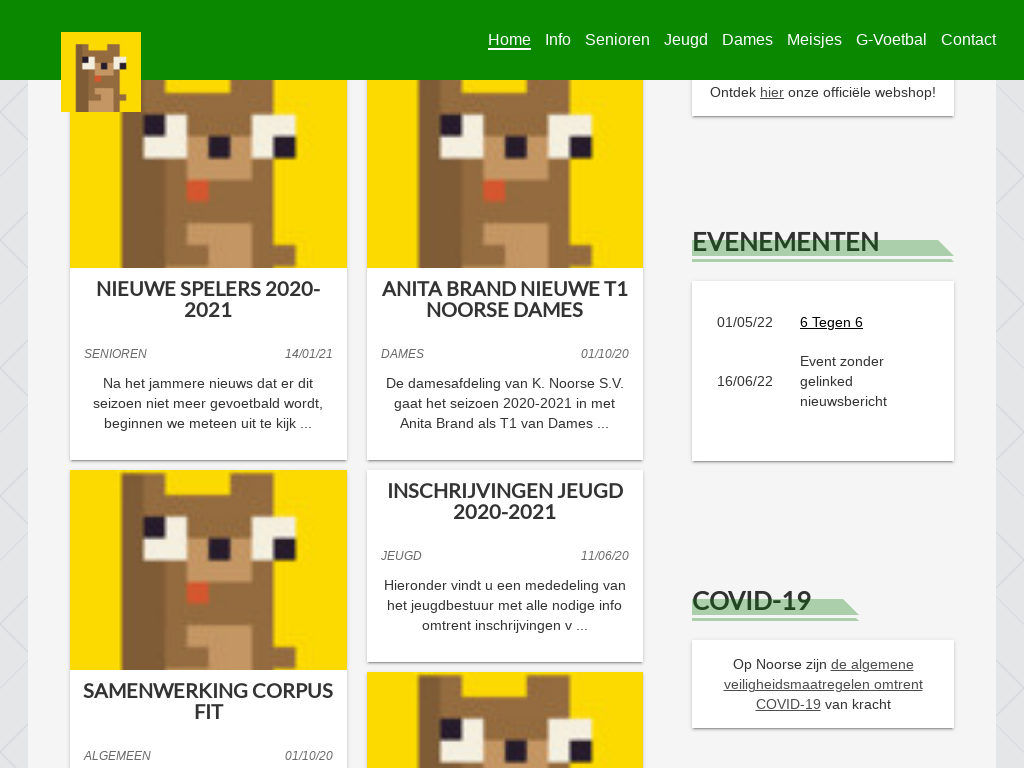 Home Info Senioren Jeugd Dames Meisjes G-Voetbal Contact
NIEUWE SPELERS 2020-
2021
SENIOREN 14/01/21
Na het jammere nieuws dat er dit
seizoen niet meer gevoetbald wordt,
beginnen we meteen uit te kijk ...
SAMENWERKING CORPUS
FIT
ALGEMEEN 01/10/20
ANITA BRAND NIEUWE T1
NOORSE DAMES
DAMES 01/10/20
De damesafdeling van K. Noorse S.V.
gaat het seizoen 2020-2021 in met
Anita Brand als T1 van Dames ...
INSCHRIJVINGEN JEUGD
2020-2021
JEUGD 11/06/20
Hieronder vindt u een mededeling van
het jeugdbestuur met alle nodige info
omtrent inschrijvingen v ...
Ontdek hier onze officiële webshop!
EVENEMENTEN
01/05/22 6 Tegen 6
16/06/22 Event zonder
gelinked
nieuwsbericht
COVID-19
Op Noorse zijn de algemene
veiligheidsmaatregelen omtrent
COVID-19 van kracht